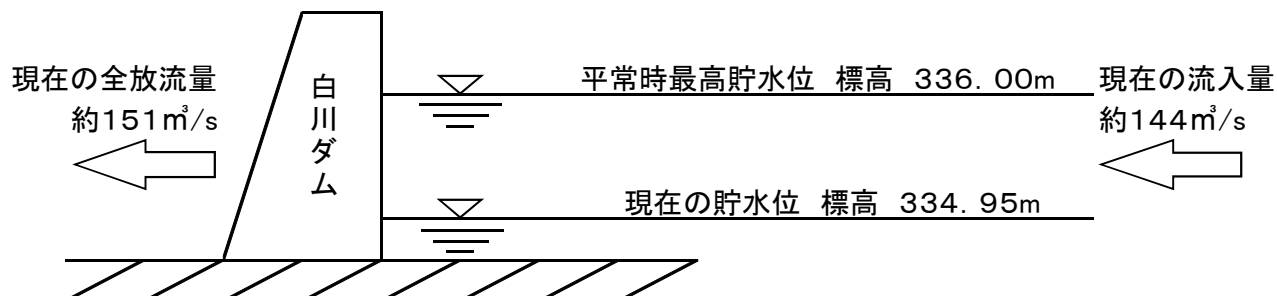 現在の全放流量
約151㎥/s
白川ダム
平常時最高貯水位 標高 336.00m
現在の貯水位 標高 334.95m
現在の流入量
約144㎥/s